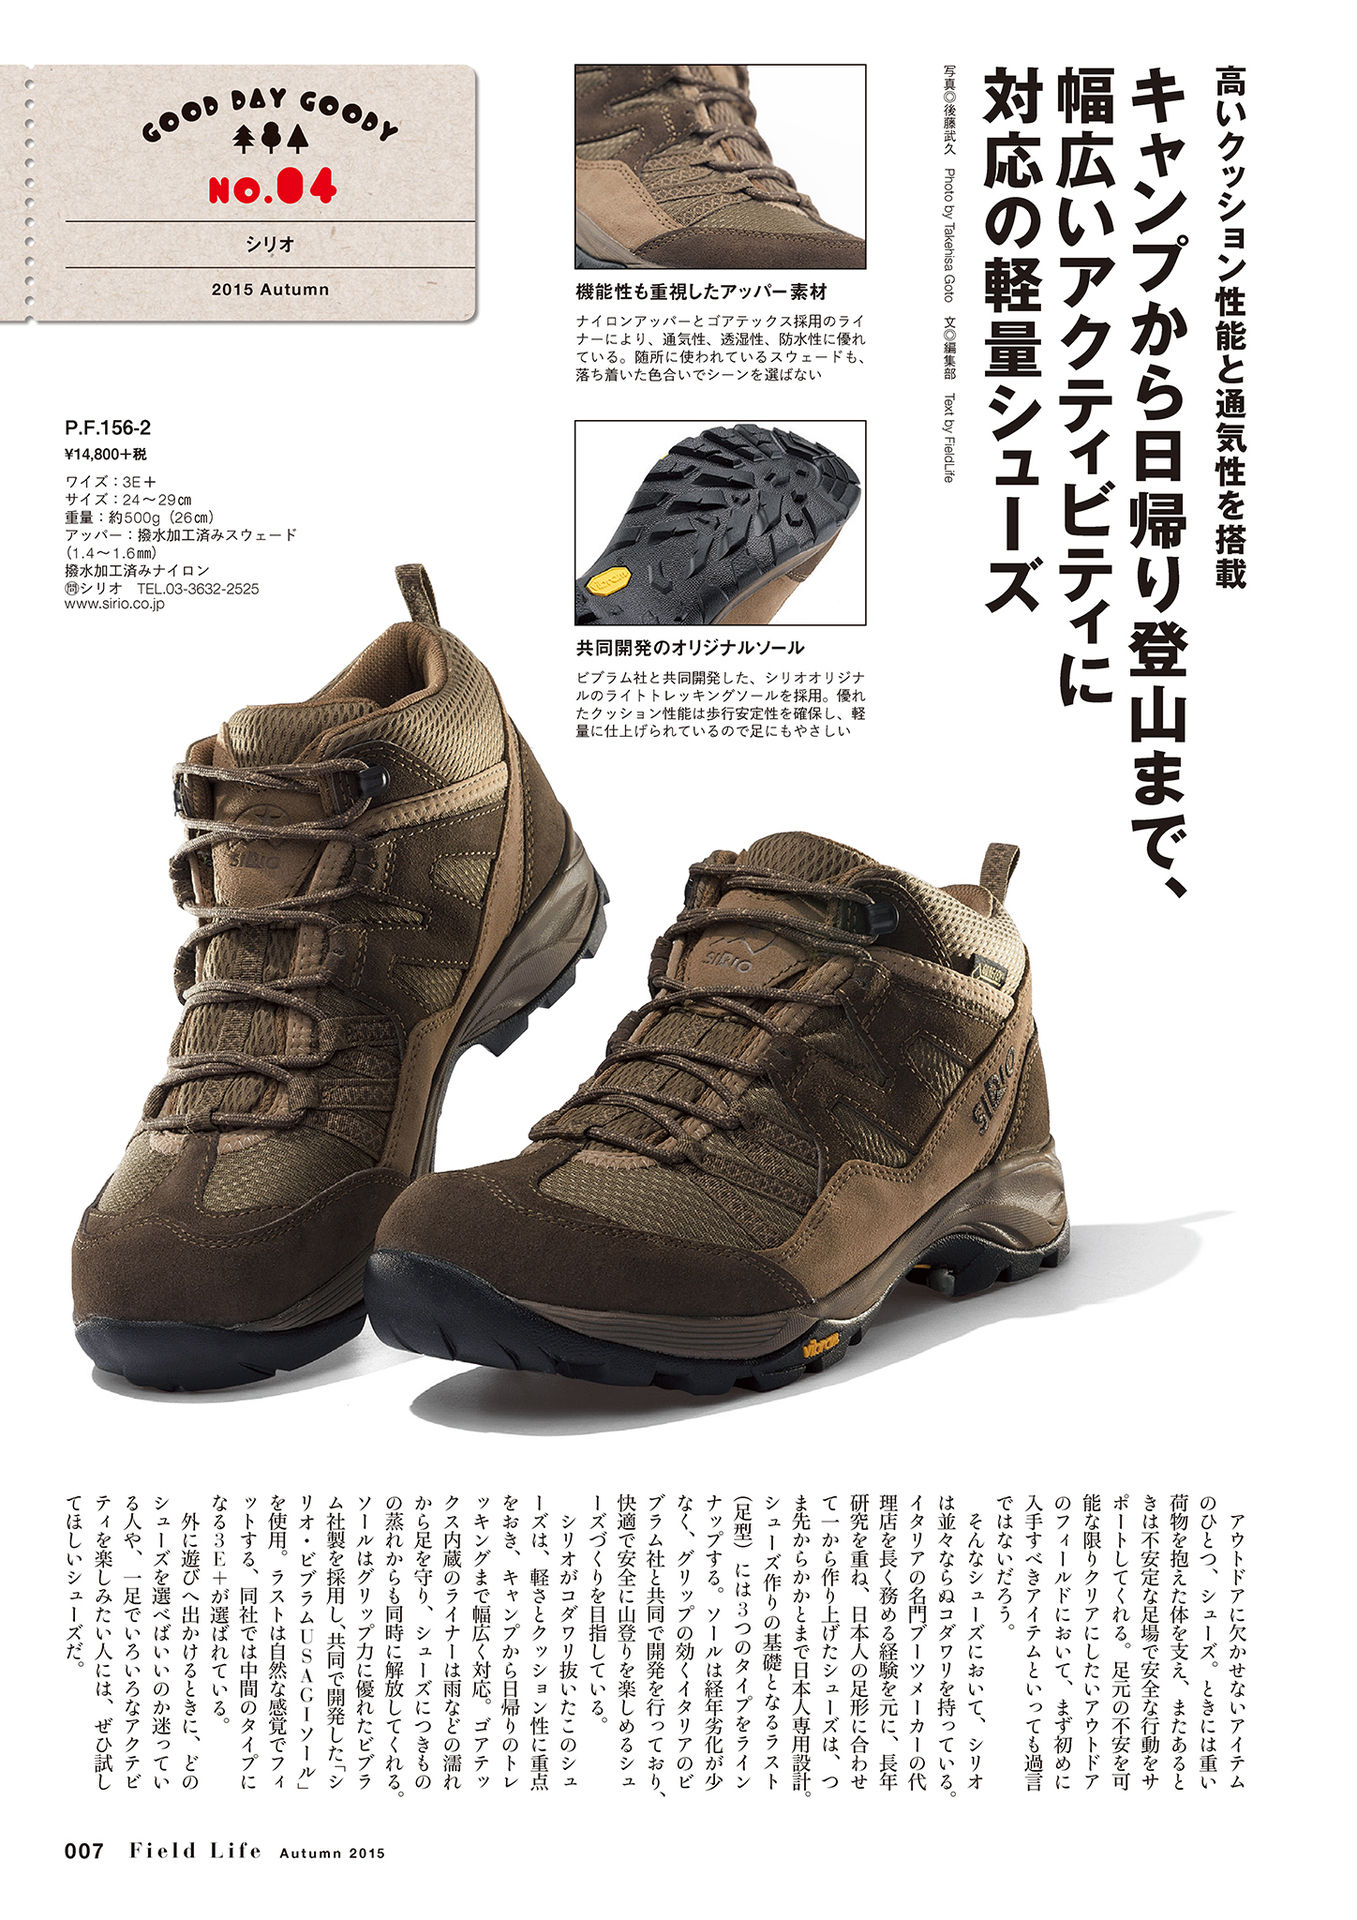 高いクッション性能と通気性を搭載
キャンプから日帰り登山まで、
幅広いアクティビティに
対応の軽量シューズ
写真◎後藤武久 Photo by Takehisa Goto 文◎編集部 Text by FieldLife
GOOD DAY GOODY
NO.04
シリオ
2015 Autumn
機能性も重視したアッパー素材
ナイロンアッパーとゴアテックス採用のライ
ナーにより、通気性、透湿性、防水性に優れ
ている。随所に使われているスウェードも、
落ち着いた色合いでシーンを選ばない
vibram
共同開発のオリジナルソール
ビブラム社と共同開発した、シリオオリジナ
ルのライトトレッキングソールを採用。優れ
たクッション性能は歩行安定性を確保し、軽
量に仕上げられているので足にもやさしい
P.F.156-2
¥14,800+税
ワイズ：3E＋
サイズ：24〜29㎝
重量：約500g（26㎝）
アッパー：撥水加工済みスウェード
（1.4〜1.6㎜）
撥水加工済みナイロン
㉄シリオ TEL.03-3632-2525
www.sirio.co.jp
SIRIO
SIRIO
SIRIO
vibram
アウトドアに欠かせないアイテム
のひとつ、シューズ。ときには重い
荷物を抱えた体を支え、またあると
きは不安定な足場で安全な行動をサ
ポートしてくれる。足元の不安を可
能な限りクリアにしたいアウトドア
のフィールドにおいて、まず初めに
入手すべきアイテムといっても過言
ではないだろう。
そんなシューズにおいて、シリオ
は並々ならぬコダワリを持っている。
イタリアの名門ブーツメーカーの代
理店を長く務める経験を元に、長年
研究を重ね、日本人の足形に合わせ
て一から作り上げたシューズは、つ
ま先からかかとまで日本人専用設計。
シューズ作りの基礎となるラスト
（足型）には3つのタイプをライン
ナップする。ソールは経年劣化が少
なく、グリップの効くイタリアのビ
ブラム社と共同で開発を行っており、
快適で安全に山登りを楽しめるシュ
ーズづくりを目指している。
シリオがコダワリ抜いたこのシュ
ーズは、軽さとクッション性に重点
をおき、キャンプから日帰りのトレ
ッキングまで幅広く対応。ゴアテッ
クス内蔵のライナーは雨などの濡れ
から足を守り、シューズにつきもの
の蒸れからも同時に解放してくれる。
ソールはグリップ力に優れたビブラ
ム社製を採用し、共同で開発した「シ
リオ・ビブラムUSAGIソール」
を使用。ラストは自然な感覚でフィ
ットする、同社では中間のタイプに
なる3E＋が選ばれている。
外に遊びへ出かけるときに、どの
シューズを選べばいいのか迷ってい
る人や、一足でいろいろなアクテビ
ティを楽しみたい人には、ぜひ試し
てほしいシューズだ。
007 Field Life Autumn 2015